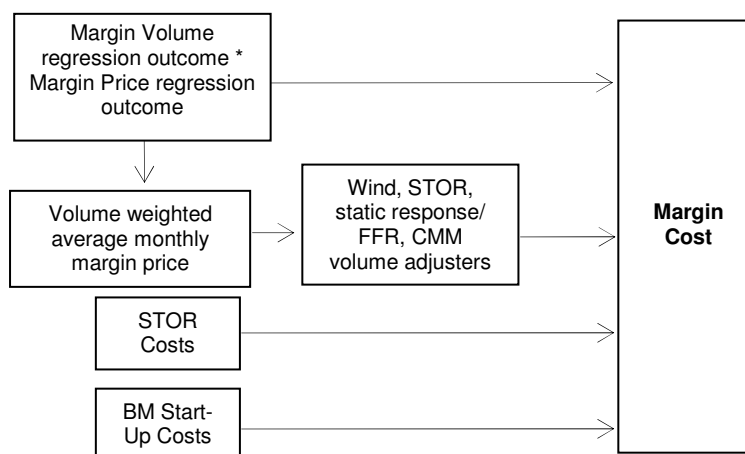 Margin Volume
regression outcome *
Margin Price regression
outcome
Volume weighted
average monthly
margin price
Wind, STOR,
static response/
FFR, CMM
volume adjusters
STOR
Costs
BM Start-
Up Costs
Margin
Cost